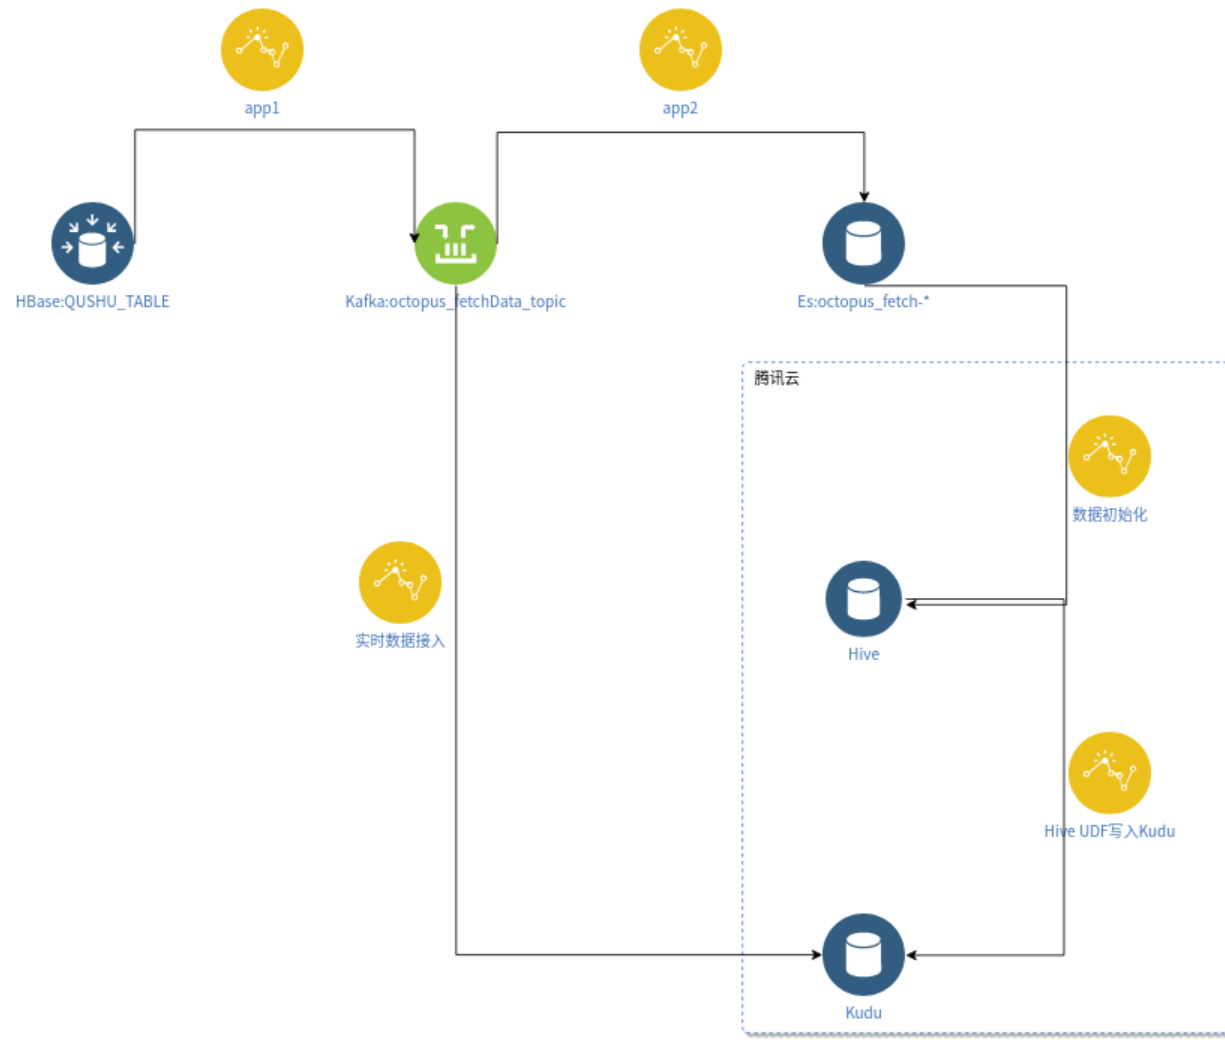 app1
app2
HBase:QUSHU_TABLE
Kafka:octopus_fetchData_topic
Es:octopus_fetch-*
腾讯云
数据初始化
实时数据接入
Hive
Hive UDF写入Kudu
Kudu